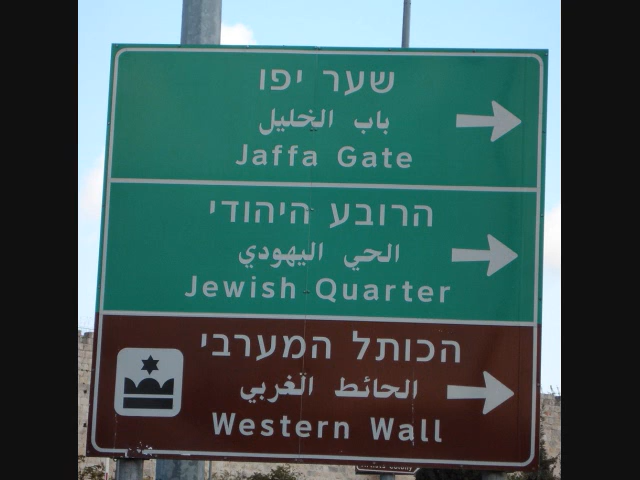 שער יפו
باب الخليل
Jaffa Gate
הרובע היהודי
الحي اليهودي
Jewish Quarter
הכותל המערבי
الحائط الغربي
Western Wall